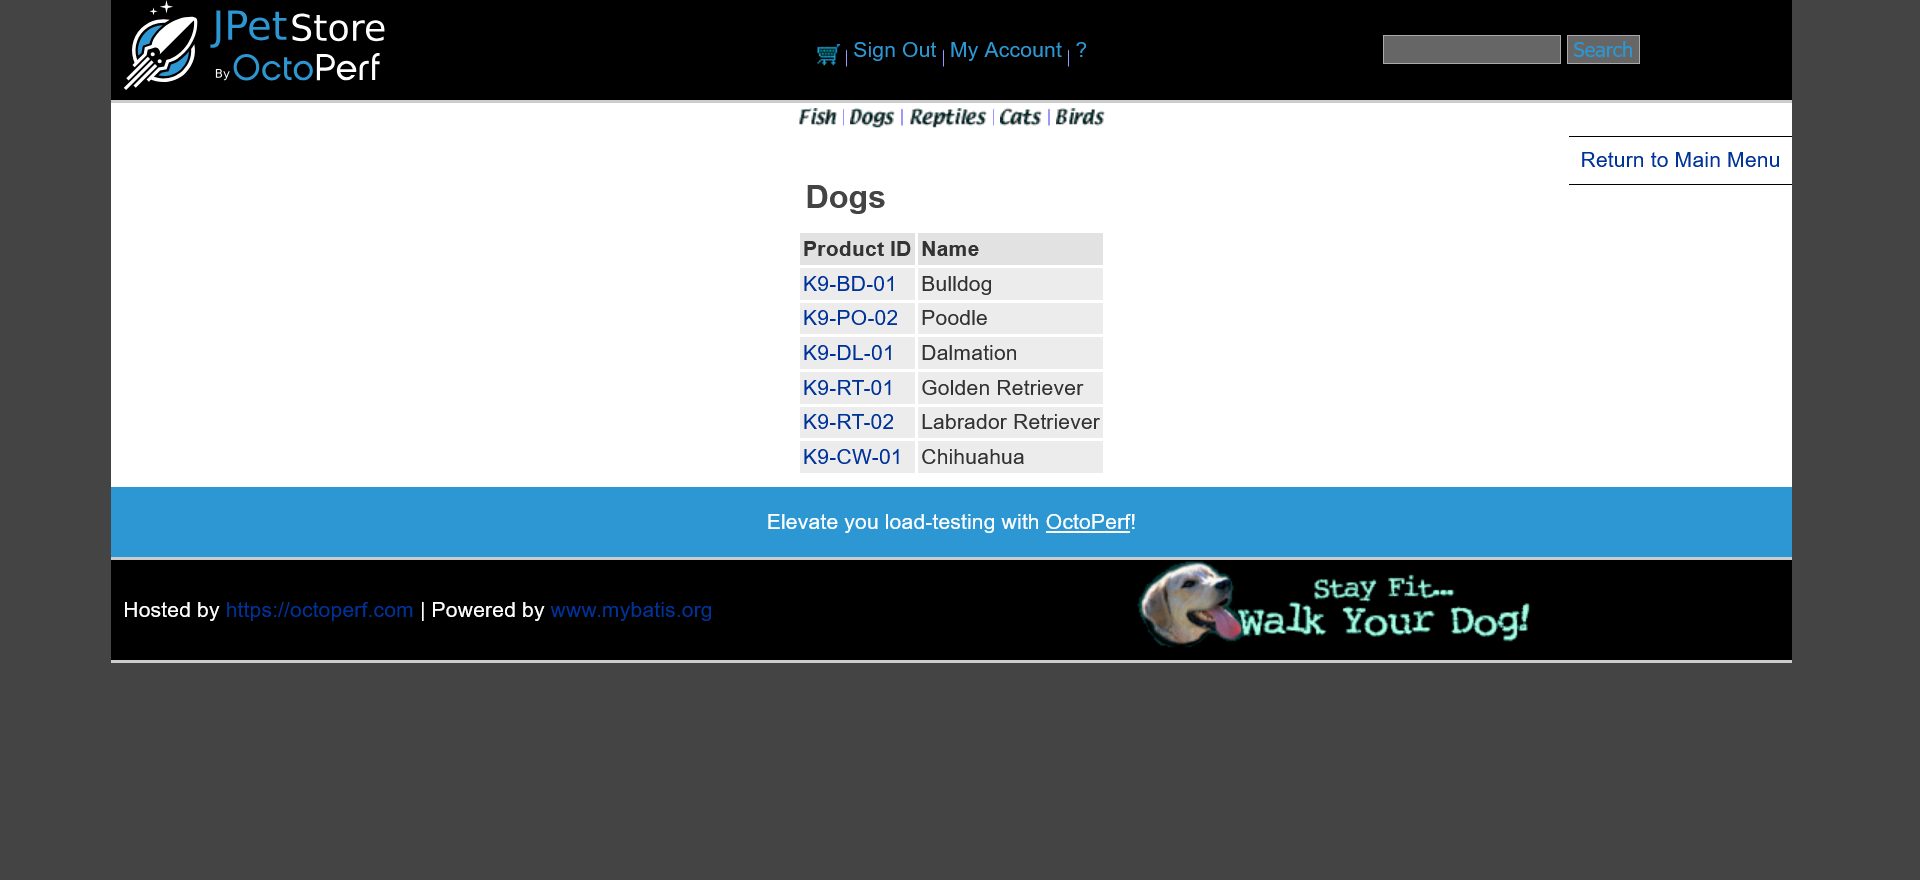 JPetStore
By OctoPerf
Sign Out | My Account | ?
Search
Fish | Dogs | Reptiles | Cats | Birds
Return to Main Menu
Dogs
Product ID Name
K9-BD-01 Bulldog
K9-PO-02 Poodle
K9-DL-01 Dalmation
K9-RT-01 Golden Retriever
K9-RT-02 Labrador Retriever
K9-CW-01 Chihuahua
Elevate you load-testing with OctoPerf!
Hosted by https://octoperf.com | Powered by www.mybatis.org
Stay Fit...
Walk Your Dog!